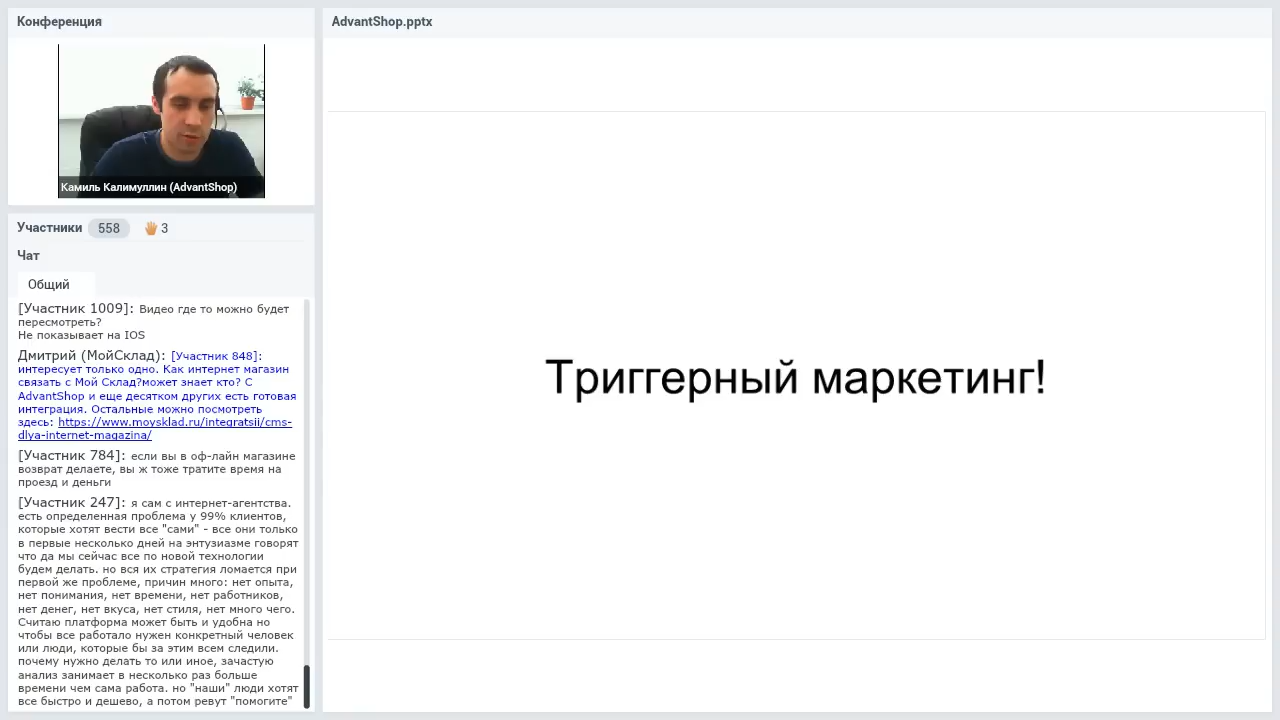 Конференция
Камиль Калимуллин (AdvantShop)
Участники 558 3
Чат
Общий
[Участник 1009]: Видео где то можно будет
пересмотреть?
Не показывает на IOS
Дмитрий (МойСклад): [Участник 848]:
интересует только одно. Как интернет магазин
связать с Мой Склад?может знает кто? С
AdvantShop и еще десятком других есть готовая
интеграция. Остальные можно посмотреть
здесь: https://www.moysklad.ru/integratsii/cms-
dlya-internet-magazina/
[Участник 784]: если вы в оф-лайн магазине
возврат делаете, вы ж тоже тратите время на
проезд и деньги
[Участник 247]: я сам с интернет-агентства.
есть определенная проблема у 99% клиентов,
которые хотят вести все "сами" - все они только
в первые несколько дней на энтузиазме говорят
что да мы сейчас все по новой технологии
будем делать. но вся их стратегия ломается при
первой же проблеме, причин много: нет опыта,
нет понимания, нет времени, нет работников,
нет денег, нет вкуса, нет стиля, нет много чего.
Считаю платформа может быть и удобна но
чтобы все работало нужен конкретный человек
или люди, которые бы за этим всем следили.
почему нужно делать то или иное, зачастую
анализ занимает в несколько раз больше
времени чем сама работа. но "наши" люди хотят
все быстро и дешево, а потом ревут "помогите"
AdvantShop.pptx
Триггерный маркетинг!